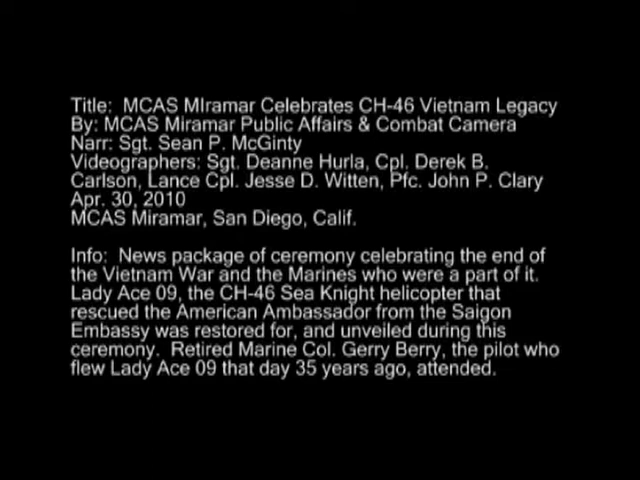 Title:  MCAS MIramar Celebrates CH-46 Vietnam Legacy
By: MCAS Miramar Public Affairs & Combat Camera
Narr: Sgt. Sean P. McGinty
Videographers: Sgt. Deanne Hurla, Cpl. Derek B.
Carlson, Lance Cpl. Jesse D. Witten, Pfc. John P. Clary
Apr. 30, 2010
MCAS Miramar, San Diego, Calif.
Info:  News package of ceremony celebrating the end of
the Vietnam War and the Marines who were a part of it.
Lady Ace 09, the CH-46 Sea Knight helicopter that
rescued the American Ambassador from the Saigon
Embassy was restored for, and unveiled during this
ceremony.  Retired Marine Col. Gerry Berry, the pilot who
flew Lady Ace 09 that day 35 years ago, attended.